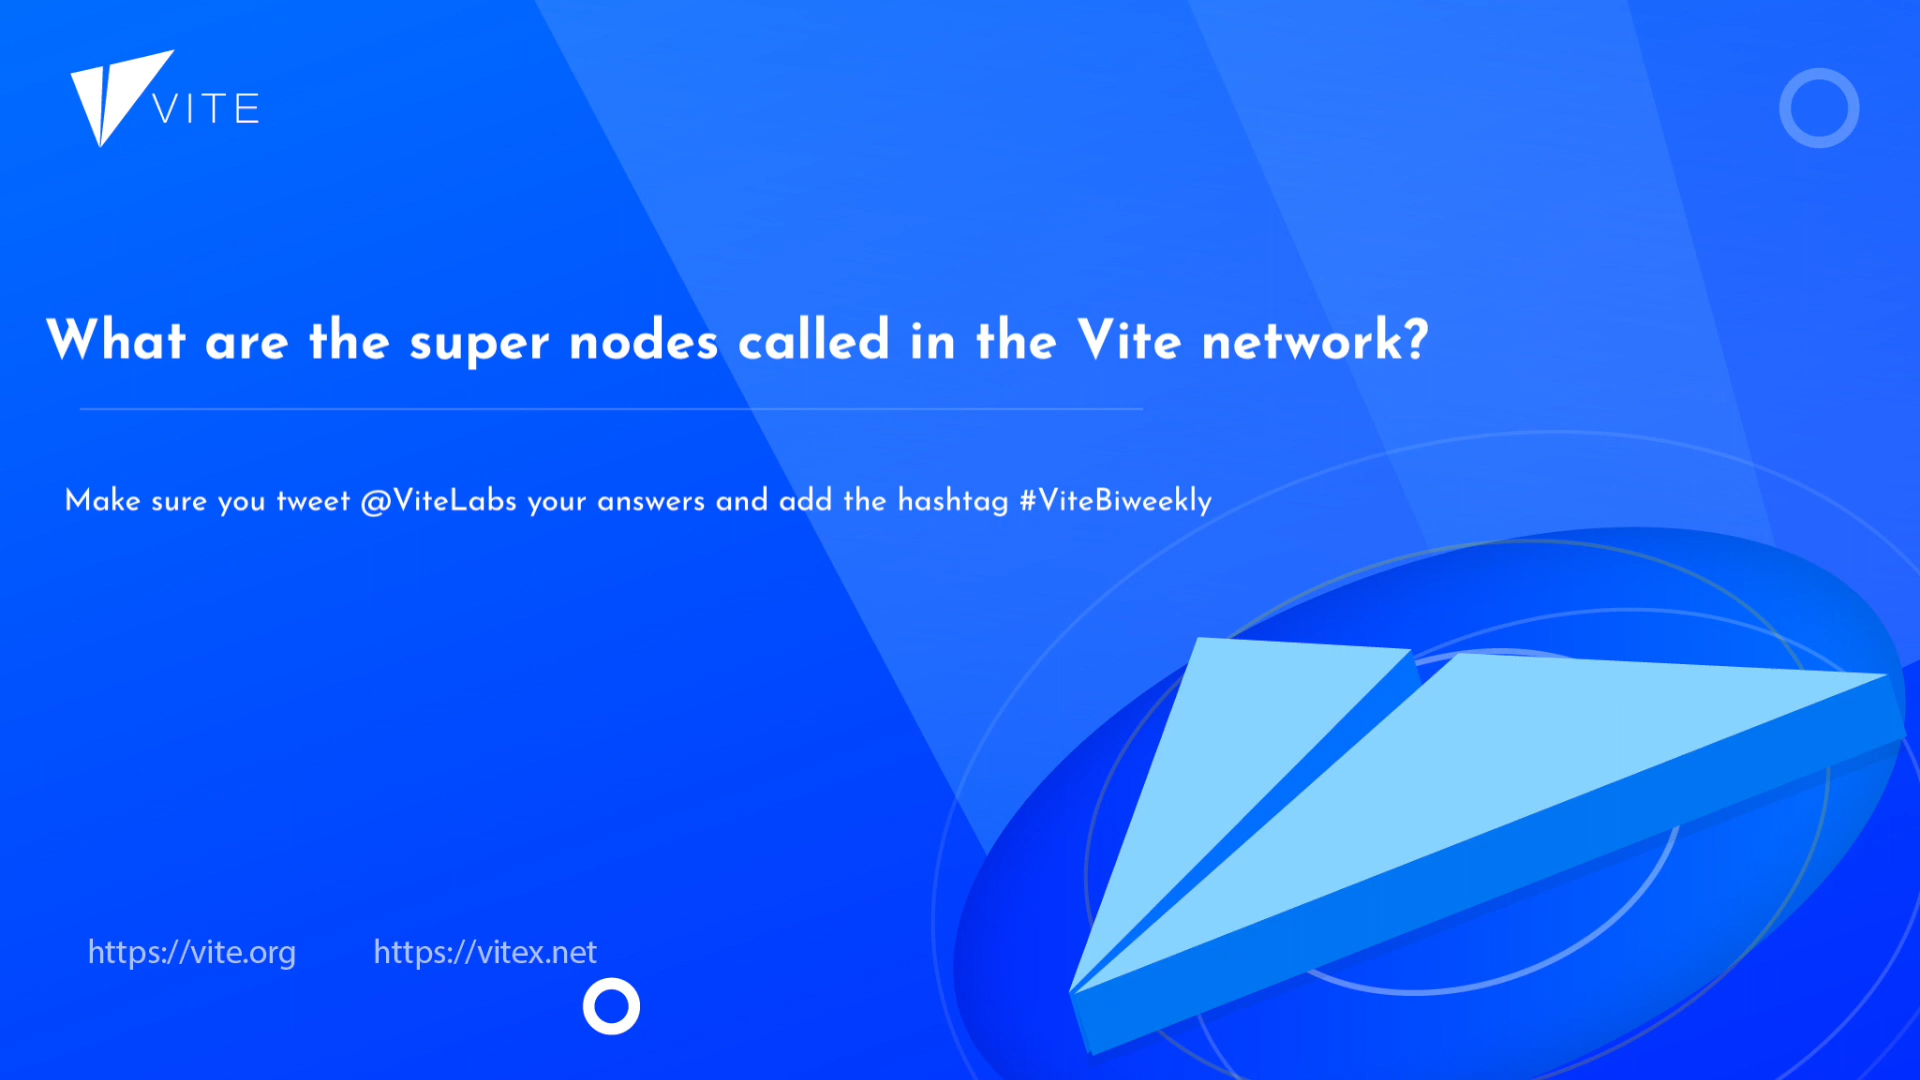 VITE
What are the super nodes called in the Vite network?
Make sure you tweet @ViteLabs your answers and add the hashtag #ViteBiweekly
https://vite.org
https://vitex.net